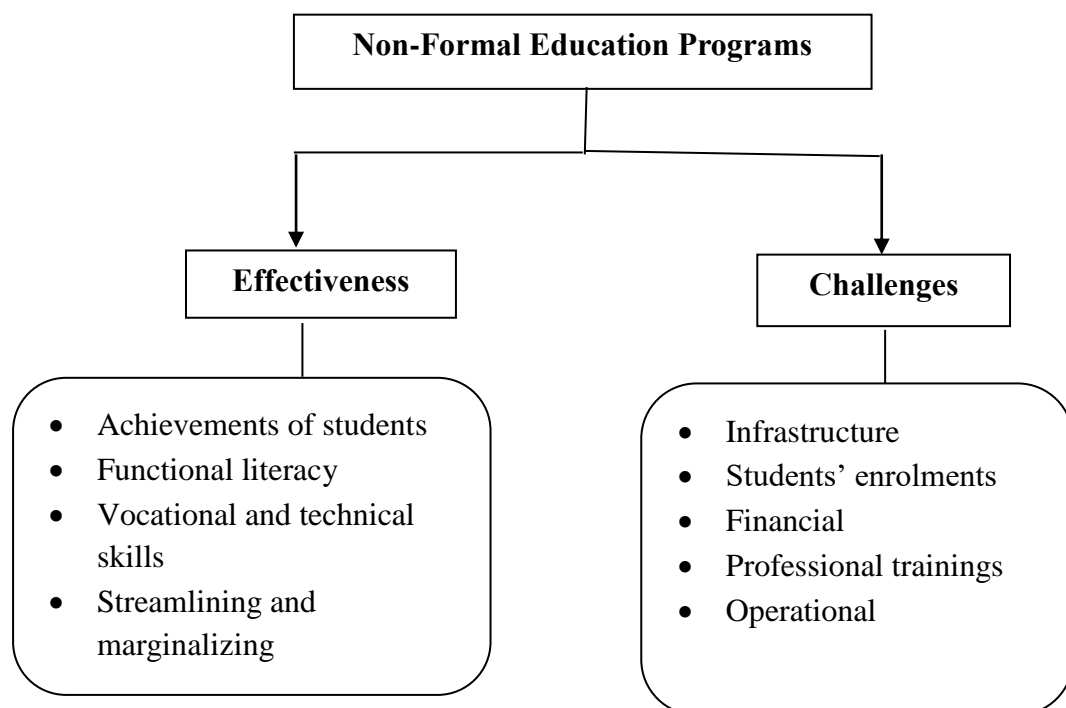 Non-Formal Education Programs
Effectiveness
Challenges
• Achievements of students
• Functional literacy
• Vocational and technical
skills
• Streamlining and
marginalizing
• Infrastructure
• Students’ enrolments
• Financial
• Professional trainings
• Operational